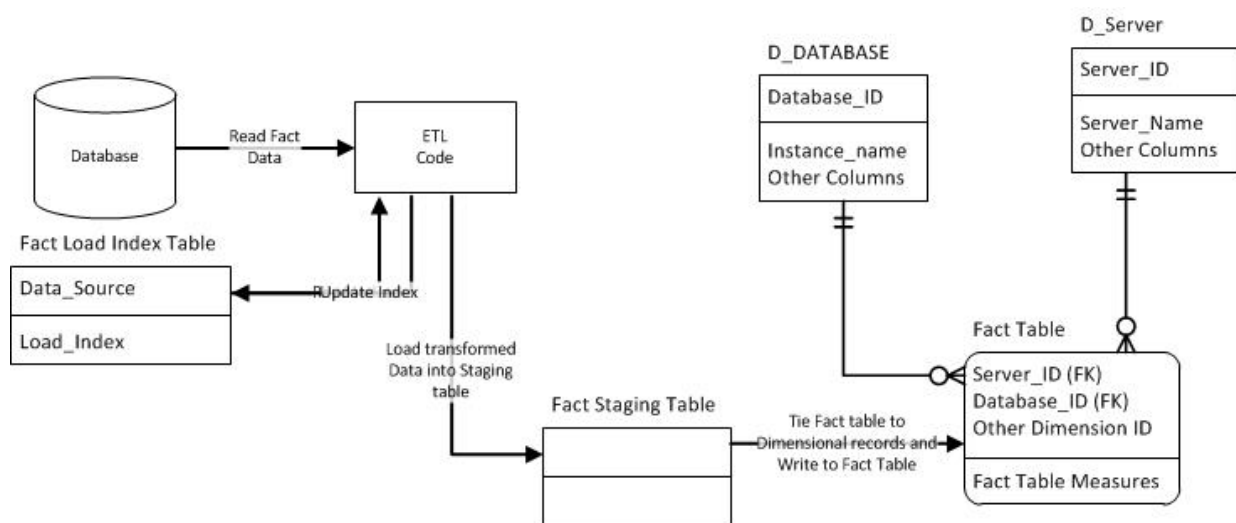 D_Server
D_DATABASE
Server_ID
Database_ID
Server_Name
Other Columns
Instance_name
Other Columns
Database
Read Fact
Data
ETL
Code
Fact Load Index Table
Data_Source
Load_Index
Update Index
Load transformed
Data into Staging
table
Fact Staging Table
Tie Fact table to
Dimensional records and
Write to Fact Table
Fact Table
Server_ID (FK)
Database_ID (FK)
Other Dimension ID
Fact Table Measures